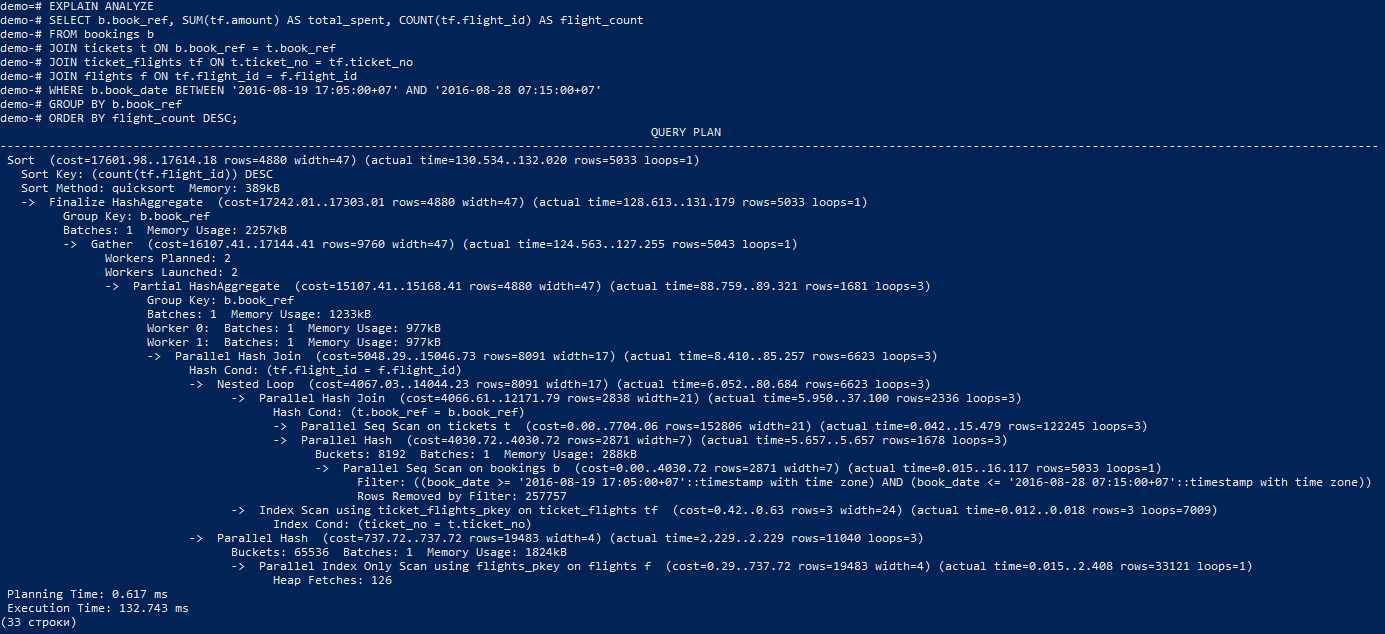 demo=# EXPLAIN ANALYZE
demo-# SELECT b.book_ref, SUM(tf.amount) AS total_spent, COUNT(tf.flight_id) AS flight_count
demo-# FROM bookings b
demo-# JOIN tickets t ON b.book_ref = t.book_ref
demo-# JOIN ticket_flights tf ON t.ticket_no = tf.ticket_no
demo-# JOIN flights f ON tf.flight_id = f.flight_id
demo-# WHERE b.book_date BETWEEN '2016-08-19 17:05:00+07' AND '2016-08-28 07:15:00+07'
demo-# GROUP BY b.book_ref
demo-# ORDER BY flight_count DESC;
QUERY PLAN
Sort  (cost=17601.98..17614.18 rows=4880 width=47) (actual time=130.534..132.020 rows=5033 loops=1)
Sort Key: (count(tf.flight_id)) DESC
Sort Method: quicksort  Memory: 389kB
->  Finalize HashAggregate  (cost=17242.01..17303.01 rows=4880 width=47) (actual time=128.613..131.179 rows=5033 loops=1)
Group Key: b.book_ref
Batches: 1  Memory Usage: 2257kB
->  Gather  (cost=16107.41..17144.41 rows=9760 width=47) (actual time=124.563..127.255 rows=5043 loops=1)
Workers Planned: 2
Workers Launched: 2
->  Partial HashAggregate  (cost=15107.41..15168.41 rows=4880 width=47) (actual time=88.759..89.321 rows=1681 loops=3)
Group Key: b.book_ref
Batches: 1  Memory Usage: 1233kB
Worker 0:  Batches: 1  Memory Usage: 977kB
Worker 1:  Batches: 1  Memory Usage: 977kB
->  Parallel Hash Join  (cost=5048.29..15046.73 rows=8091 width=17) (actual time=8.410..85.257 rows=6623 loops=3)
Hash Cond: (tf.flight_id = f.flight_id)
->  Nested Loop  (cost=4067.03..14044.23 rows=8091 width=17) (actual time=6.052..80.684 rows=6623 loops=3)
->  Parallel Hash Join  (cost=4066.61..12171.79 rows=2838 width=21) (actual time=5.950..37.100 rows=2336 loops=3)
Hash Cond: (t.book_ref = b.book_ref)
->  Parallel Seq Scan on tickets t  (cost=0.00..7704.06 rows=152806 width=21) (actual time=0.042..15.479 rows=122245 loops=3)
->  Parallel Hash  (cost=4030.72..4030.72 rows=2871 width=7) (actual time=5.657..5.657 rows=1678 loops=3)
Buckets: 8192  Batches: 1  Memory Usage: 288kB
->  Parallel Seq Scan on bookings b  (cost=0.00..4030.72 rows=2871 width=7) (actual time=0.015..16.117 rows=5033 loops=1)
Filter: ((book_date >= '2016-08-19 17:05:00+07'::timestamp with time zone) AND (book_date <= '2016-08-28 07:15:00+07'::timestamp with time zone))
Rows Removed by Filter: 257757
->  Index Scan using ticket_flights_pkey on ticket_flights tf  (cost=0.42..0.63 rows=3 width=24) (actual time=0.012..0.018 rows=3 loops=7009)
Index Cond: (ticket_no = t.ticket_no)
->  Parallel Hash  (cost=737.72..737.72 rows=19483 width=4) (actual time=2.229..2.229 rows=11040 loops=3)
Buckets: 65536  Batches: 1  Memory Usage: 1824kB
->  Parallel Index Only Scan using flights_pkey on flights f  (cost=0.29..737.72 rows=19483 width=4) (actual time=0.015..2.408 rows=33121 loops=1)
Heap Fetches: 126
Planning Time: 0.617 ms
Execution Time: 132.743 ms
(33 строки)